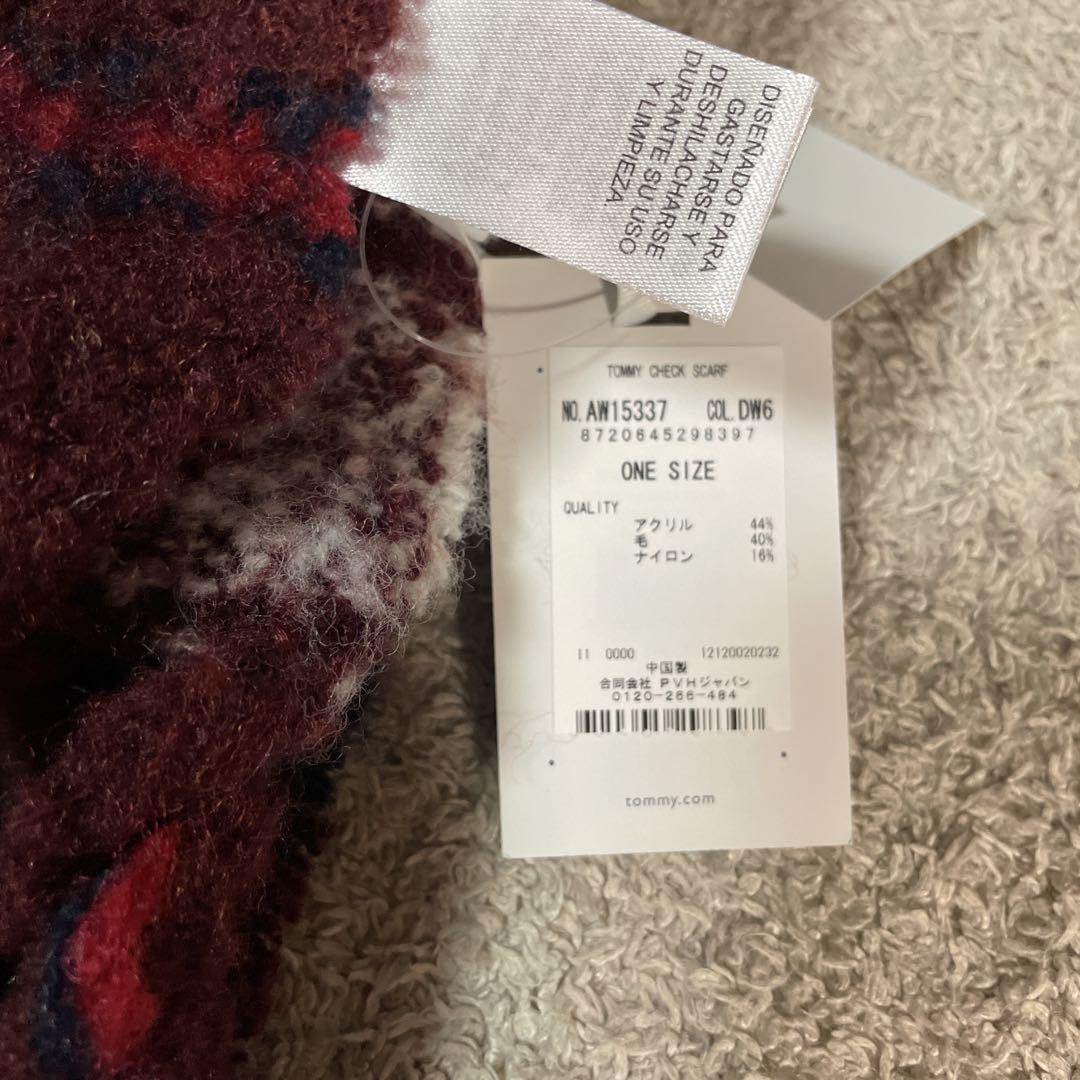 DISENADO PARA
GASTARSE Y
DESHILACHARSE
DURANTE SU USO
Y LIMPIEZA
TOMMY CHECK SCARF
NO. AW15337 COL. DW6
8720645298397
ONE SIZE
QUALITY
アクリル 44%
毛 40%
ナイロン 16%
11 0000 12120020232
中国製
合同会社 PVHジャパン
0120-266-484
tommy.com